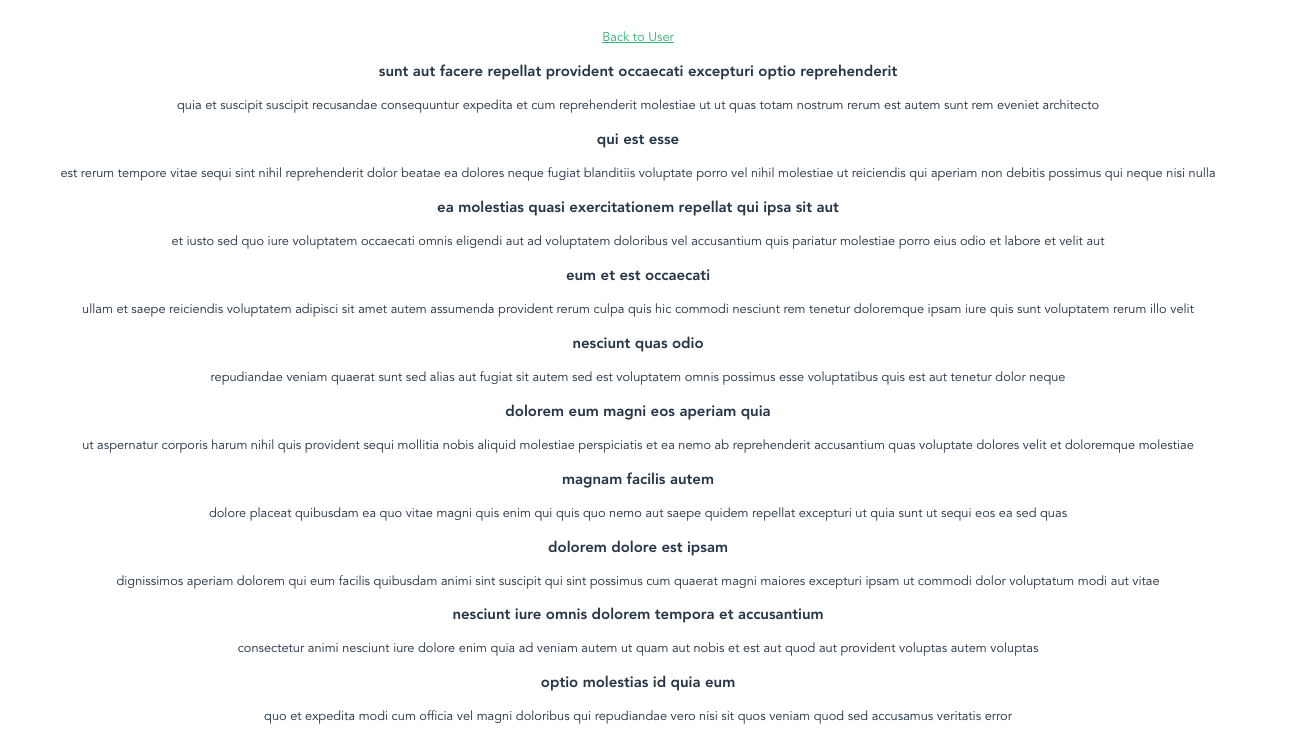 Back to User
sunt aut facere repellat provident occaecati excepturi optio reprehenderit
quia et suscipit suscipit recusandae consequuntur expedita et cum reprehenderit molestiae ut ut quas totam nostrum rerum est autem sunt rem eveniet architecto
qui est esse
est rerum tempore vitae sequi sint nihil reprehenderit dolor beatae ea dolores neque fugiat blanditiis voluptate porro vel nihil molestiae ut reiciendis qui aperiam non debitis possimus qui neque nisi nulla
ea molestias quasi exercitationem repellat qui ipsa sit aut
et iusto sed quo iure voluptatem occaecati omnis eligendi aut ad voluptatem doloribus vel accusantium quis pariatur molestiae porro eius odio et labore et velit aut
eum et est occaecati
ullam et saepe reiciendis voluptatem adipisci sit amet autem assumenda provident rerum culpa quis hic commodi nesciunt rem tenetur doloremque ipsam iure quis sunt voluptatem rerum illo velit
nesciunt quas odio
repudiandae veniam quaerat sunt sed alias aut fugiat sit autem sed est voluptatem omnis possimus esse voluptatibus quis est aut tenetur dolor neque
dolorem eum magni eos aperiam quia
ut aspernatur corporis harum nihil quis provident sequi mollitia nobis aliquid molestiae perspiciatis et ea nemo ab reprehenderit accusantium quas voluptate dolores velit et doloremque molestiae
magnam facilis autem
dolore placeat quibusdam ea quo vitae magni quis enim qui quis quo nemo aut saepe quidem repellat excepturi ut quia sunt ut sequi eos ea sed quas
dolorem dolore est ipsam
dignissimos aperiam dolorem qui eum facilis quibusdam animi sint suscipit qui sint possimus cum quaerat magni maiores excepturi ipsam ut commodi dolor voluptatum modi aut vitae
nesciunt iure omnis dolorem tempora et accusantium
consectetur animi nesciunt iure dolore enim quia ad veniam autem ut quam aut nobis et est aut quod aut provident voluptas autem voluptas
optio molestias id quia eum
quo et expedita modi cum officia vel magni doloribus qui repudiandae vero nisi sit quos veniam quod sed accusamus veritatis error